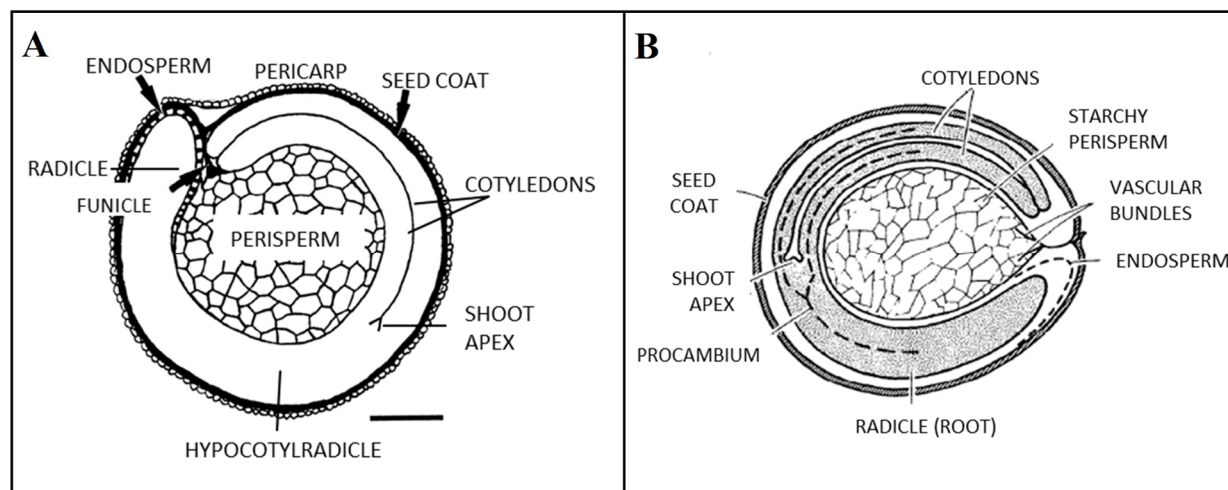 A
ENDOSPERM
PERICARP
SEED COAT
RADICLE
FUNICLE
COTYLEDONS
PERISPERM
SHOOT
APEX
HYPOCOTYLRADICLE
B
COTYLEDONS
STARCHY
PERISPERM
SEED
COAT
VASCULAR
BUNDLES
ENDOSPERM
SHOOT
APEX
PROCAMBIUM
RADICLE (ROOT)